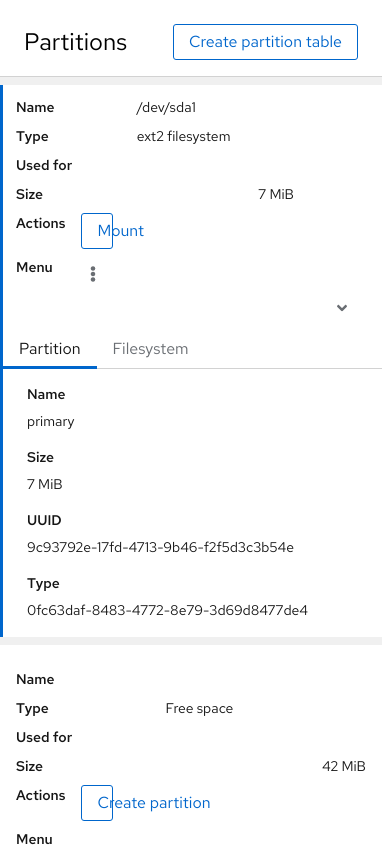 Partitions Create partition table
Name /dev/sda1
Type ext2 filesystem
Used for
Size 7 MiB
Actions Mount
Menu
Partition Filesystem
Name
primary
Size
7 MiB
UUID
9c93792e-17fd-4713-9b46-f2f5d3c3b54e
Type
0fc63daf-8483-4772-8e79-3d69d8477de4
Name
Type Free space
Used for
Size 42 MiB
Actions Create partition
Menu